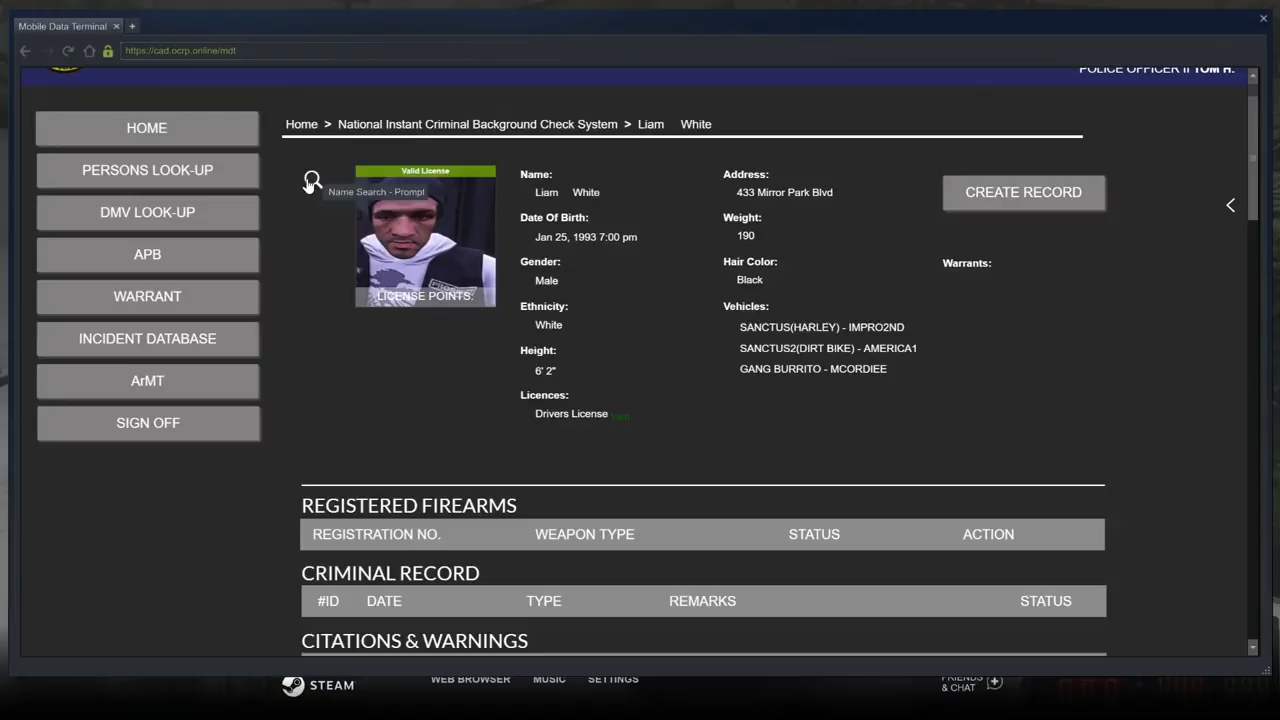 Mobile Data Terminal
https://cad.ocrp.online/mdt
POLICE OFFICER II TOM H.
HOME
PERSONS LOOK-UP
DMV LOOK-UP
APB
WARRANT
INCIDENT DATABASE
ArMT
SIGN OFF
Home > National Instant Criminal Background Check System > Liam White
Name Search - Prompt
Valid License
LICENSE POINTS:
Name:
Liam White
Date Of Birth:
Jan 25, 1993 7:00 pm
Gender:
Male
Ethnicity:
White
Height:
6' 2"
Licences:
Drivers License Valid
Address:
433 Mirror Park Blvd
Weight:
190
Hair Color:
Black
Vehicles:
SANCTUS(HARLEY) - IMPRO2ND
SANCTUS2(DIRT BIKE) - AMERICA1
GANG BURRITO - MCORDIEE
CREATE RECORD
Warrants:
REGISTERED FIREARMS
REGISTRATION NO. WEAPON TYPE STATUS ACTION
CRIMINAL RECORD
#ID DATE TYPE REMARKS STATUS
CITATIONS & WARNINGS
STEAM
WEB BROWSER MUSIC SETTINGS
FRIENDS
& CHAT